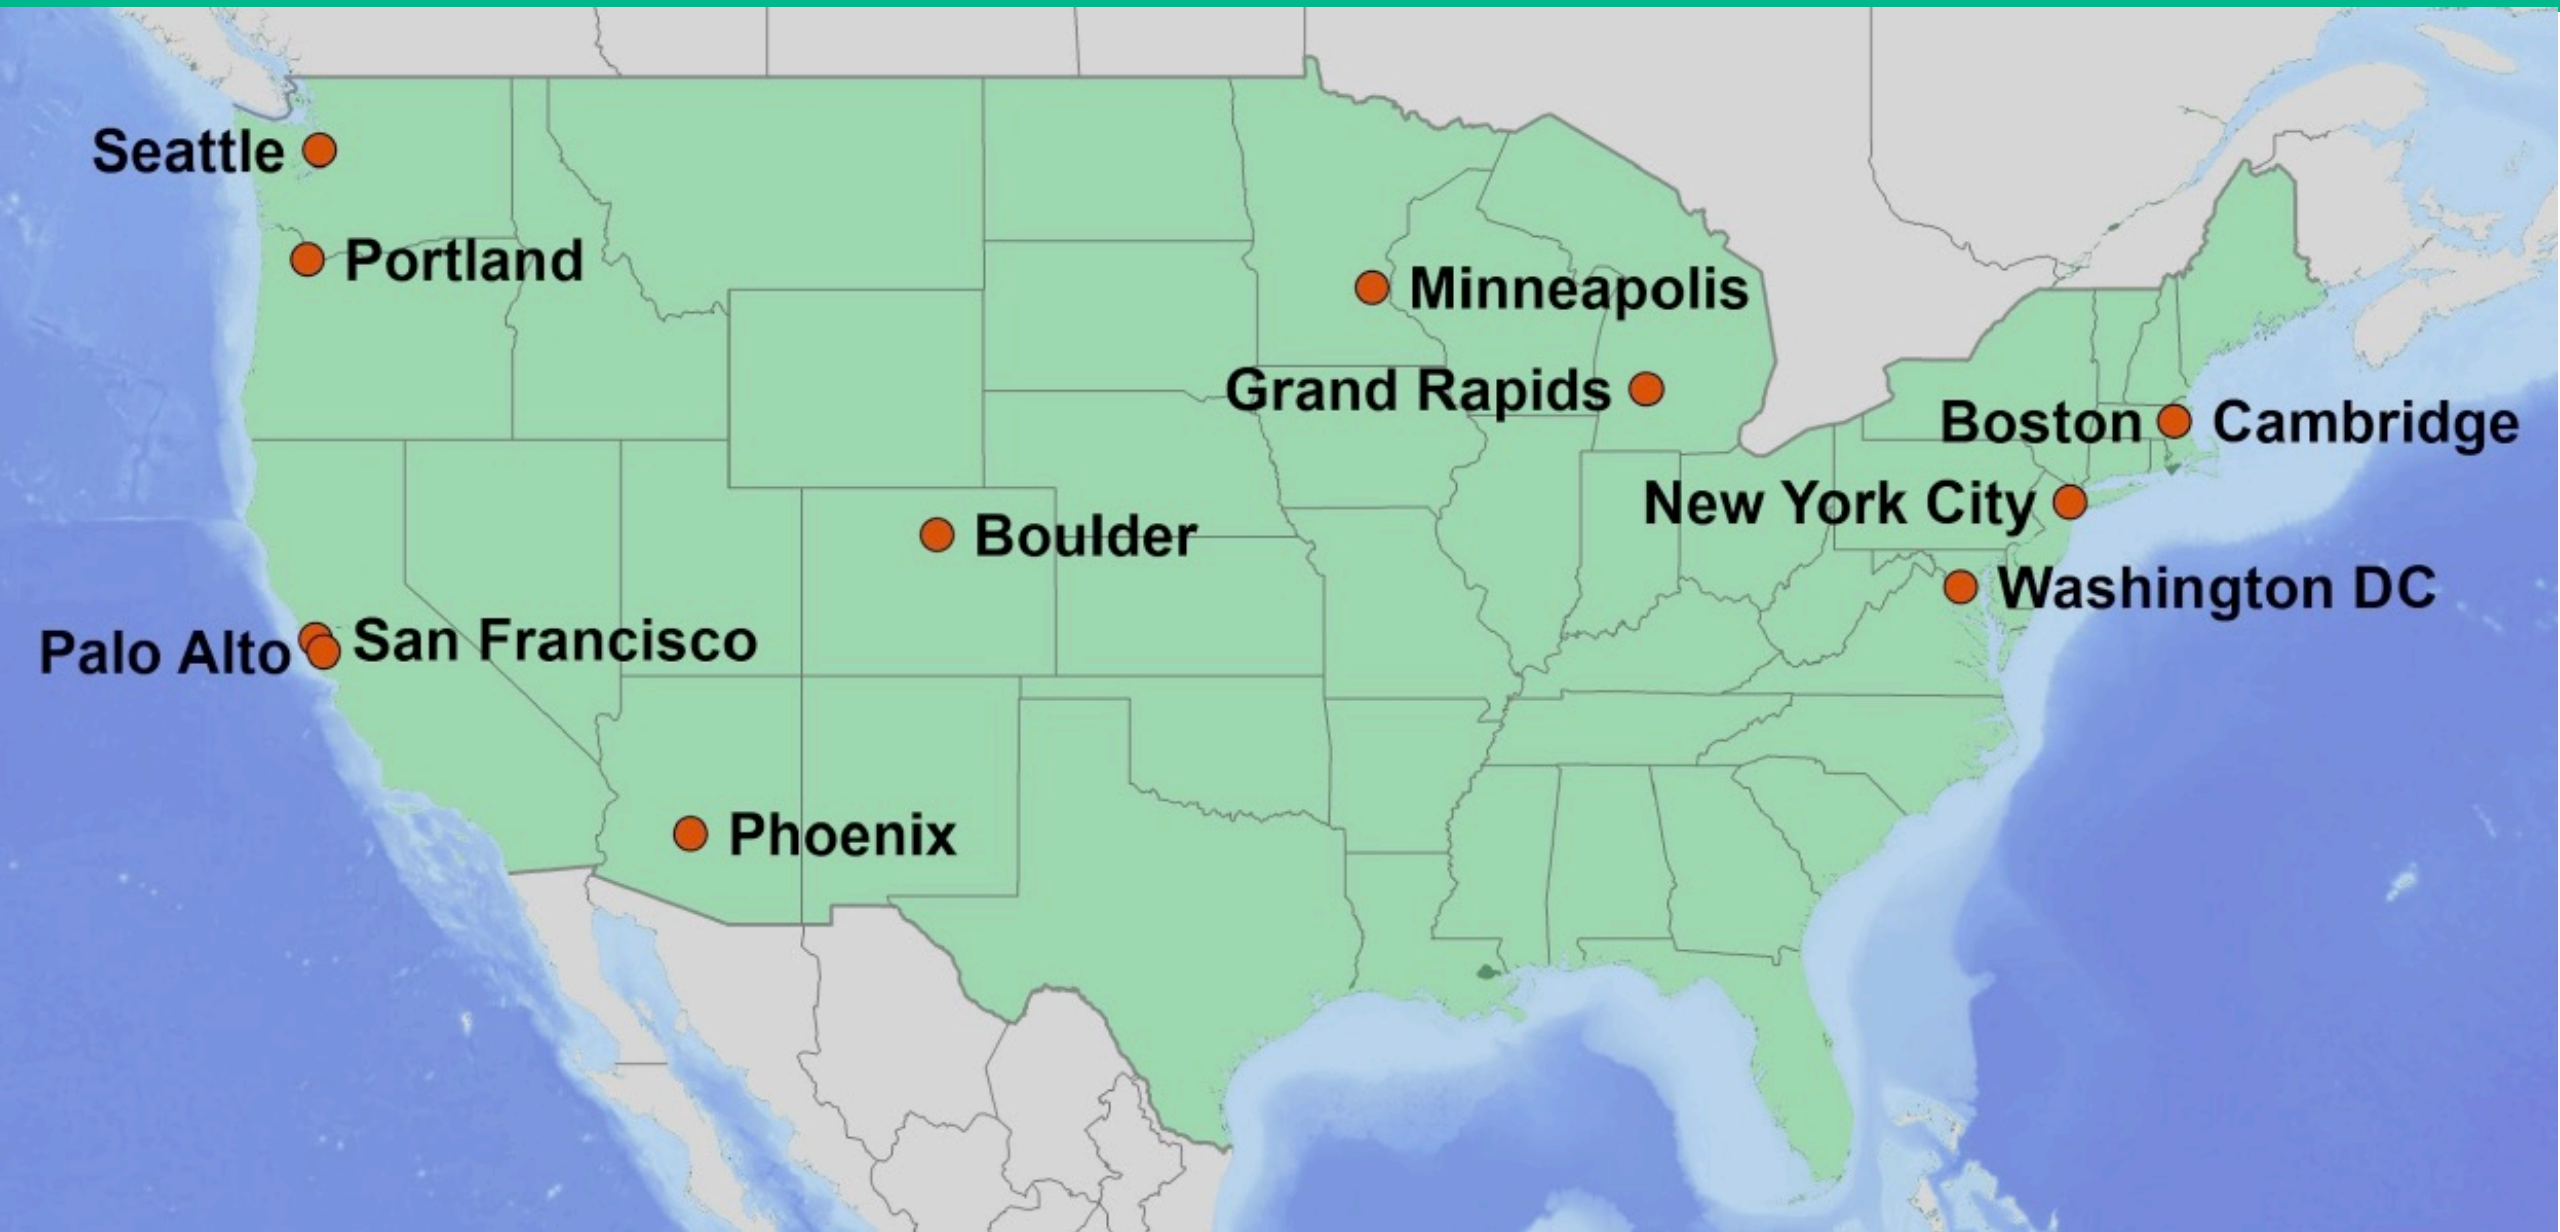 Seattle
Portland
Minneapolis
Grand Rapids
Boston Cambridge
New York City
Boulder
Washington DC
Palo Alto San Francisco
Phoenix